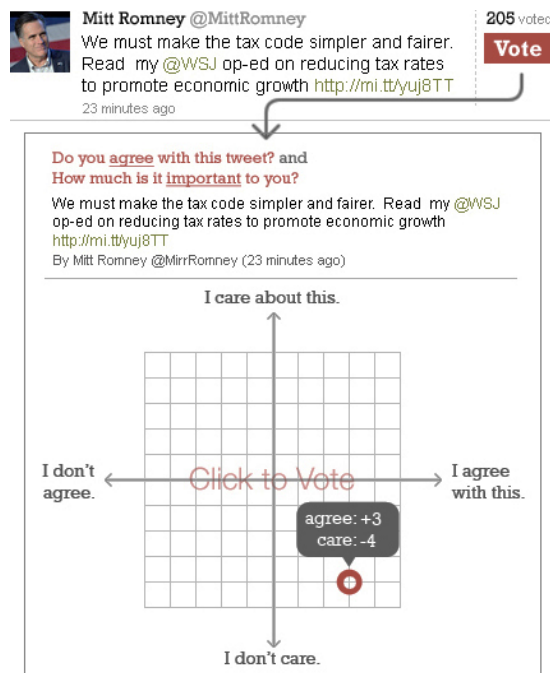 Mitt Romney @MittRomney
205 voted
We must make the tax code simpler and fairer.
Read my @WSJ op-ed on reducing tax rates
to promote economic growth http://mi.tt/yuj8TT
Vote
23 minutes ago
Do you agree with this tweet? and
How much is it important to you?
We must make the tax code simpler and fairer. Read my @WSJ
op-ed on reducing tax rates to promote economic growth
http://mi.tt/yuj8TT
By Mitt Romney @MirrRomney (23 minutes ago)
I care about this.
I don't
agree.
Click to Vote
I agree
with this.
agree: +3
care: -4
I don't care.